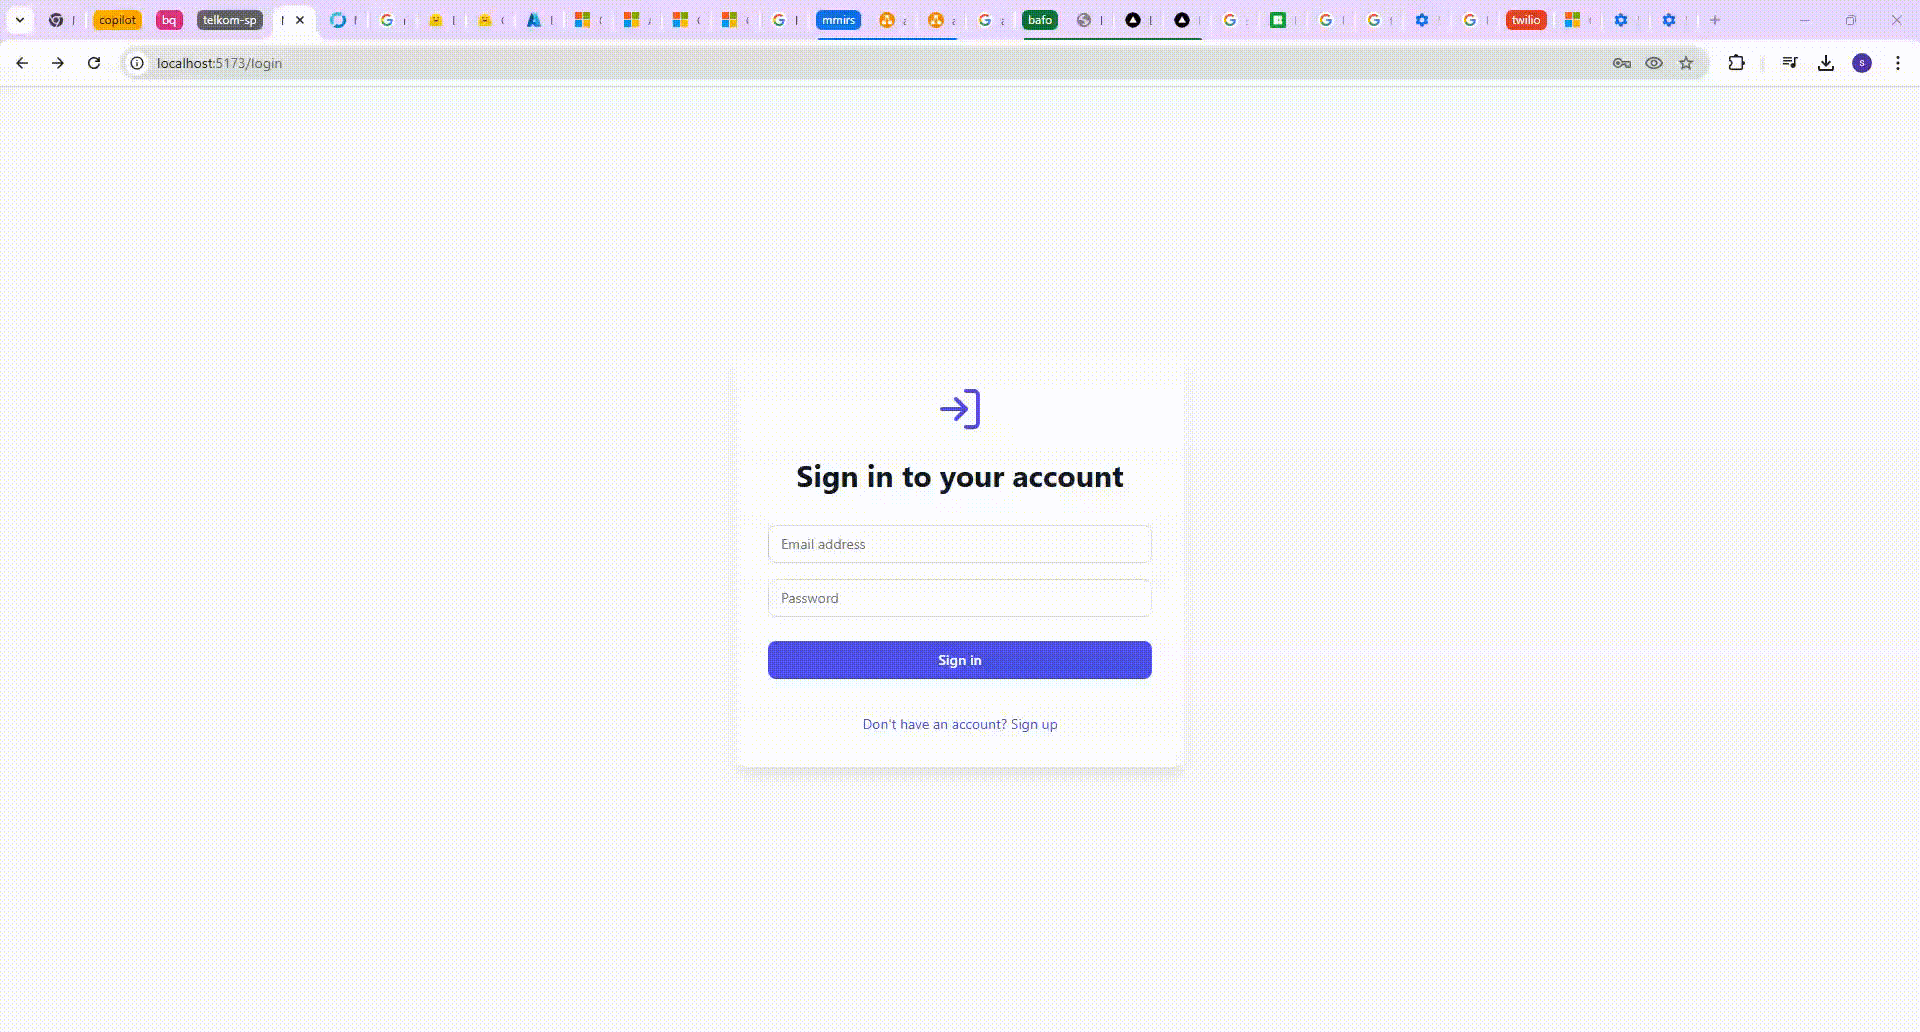 copilot
bq
telkom-sp
mmirs
bafo
twilio
localhost:5173/login
s
Sign in to your account
Email address
Password
Sign in
Don't have an account? Sign up